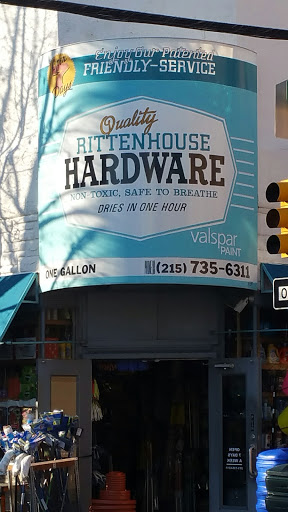 Enjoy Our Patented
FRIENDLY-SERVICE
Days!
Quality
RITTENHOUSE
HARDWARE
NON-TOXIC, SAFE TO BREATHE
DRIES IN ONE HOUR
valspar
PAINT
ONE GALLON
(215) 735-6311